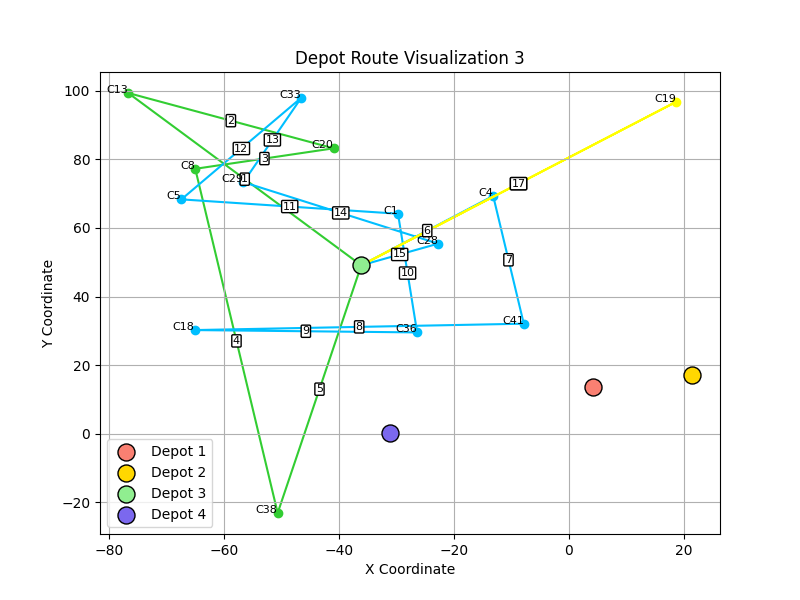 Depot Route Visualization 3
Y Coordinate
100
80
60
40
20
0
−20
C13
C33
C19
2
13
12
C20
3
C8
C29
1
17
C5
C4
11
14
C1
6
C28
15
7
10
C18
9
8
C36
C41
4
5
C38
Depot 1
Depot 2
Depot 3
Depot 4
−80
−60
−40
−20
0
20
X Coordinate